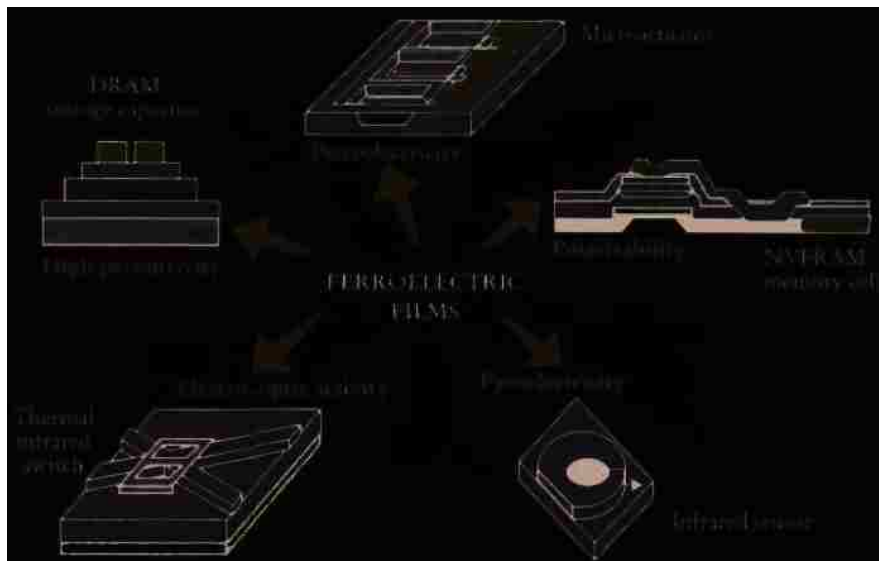 Microactuator
DRAM
storage capacitor
Piezoelectricity
Polarizability
High permittivity
NVFRAM
memory cell
FERROELECTRIC
FILMS
Electro-optic activity
Pyroelectricity
Thermal
infrared
switch
Infrared sensor